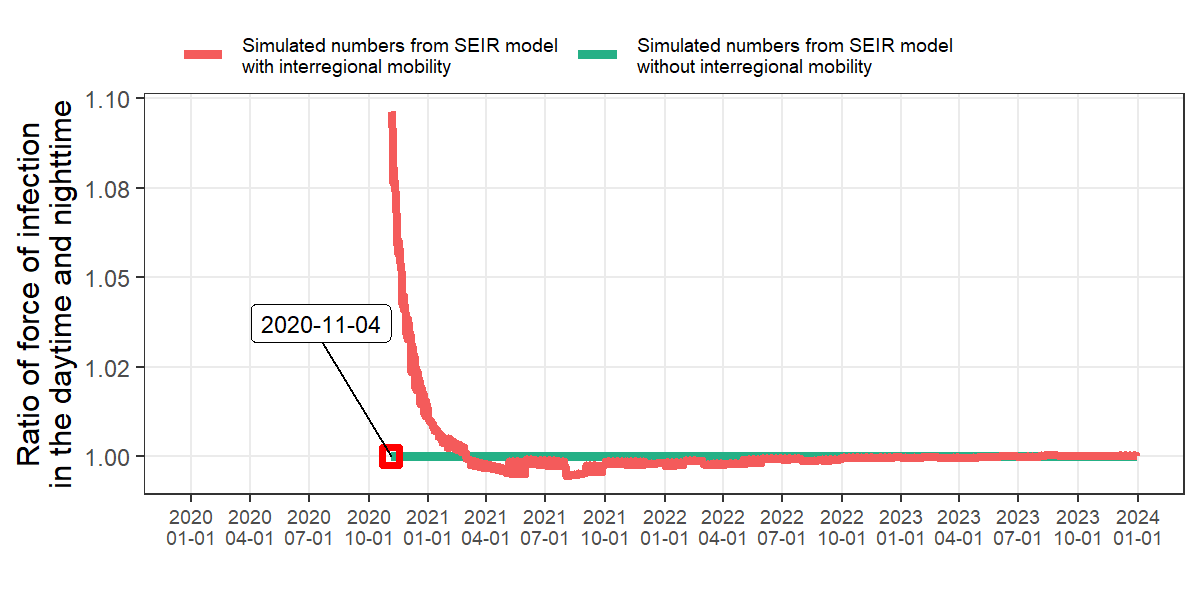 Simulated numbers from SEIR model
with interregional mobility
Simulated numbers from SEIR model
without interregional mobility
Ratio of force of infection
in the daytime and nighttime
1.10
1.08
1.05
1.02
1.00
2020-11-04
2020 2020 2020 2020 2021 2021 2021 2021 2022 2022 2022 2022 2023 2023 2023 2023 2024
01-01 04-01 07-01 10-01 01-01 04-01 07-01 10-01 01-01 04-01 07-01 10-01 01-01 04-01 07-01 10-01 01-01